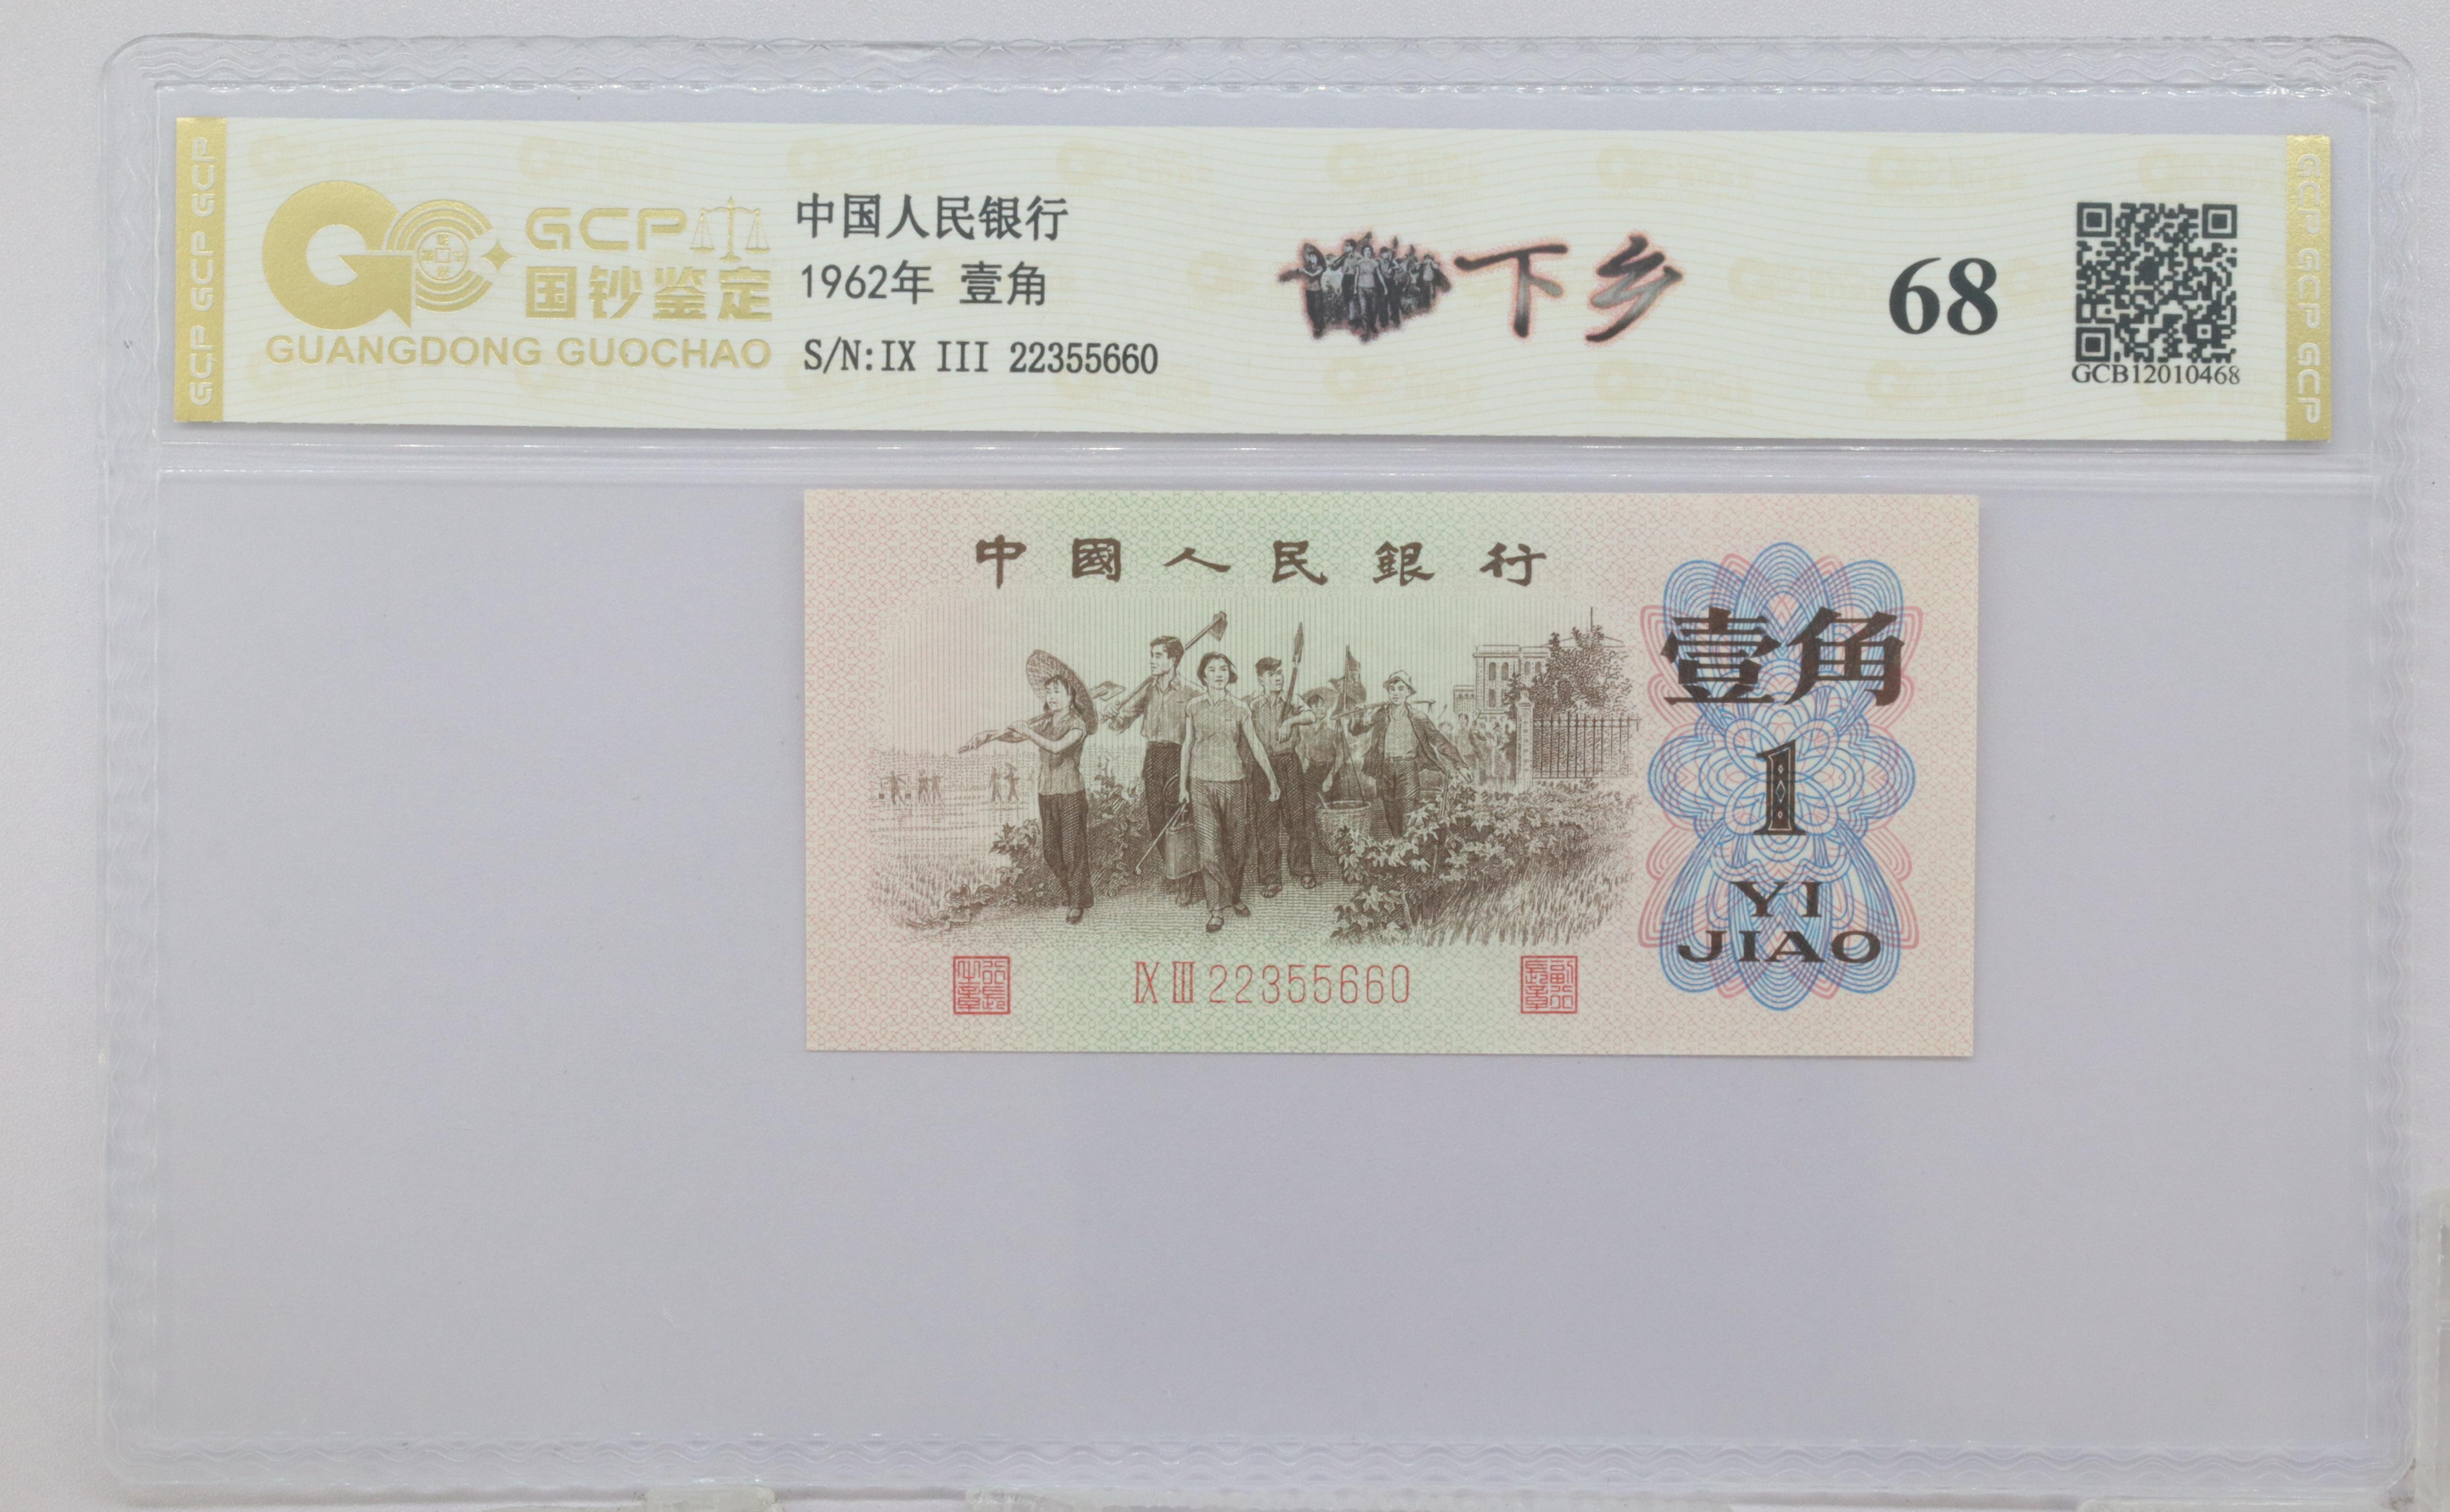 GCP GCP GCP
GCP
国钞鉴定
GUANGDONG GUOCHAO
中国人民银行
1962年 壹角
S/N:IX III 22355660
下乡
68
GCB12010468
GCP GCP GCP
中國人民銀行
壹角
1
YI
JIAO
IX III 22355660